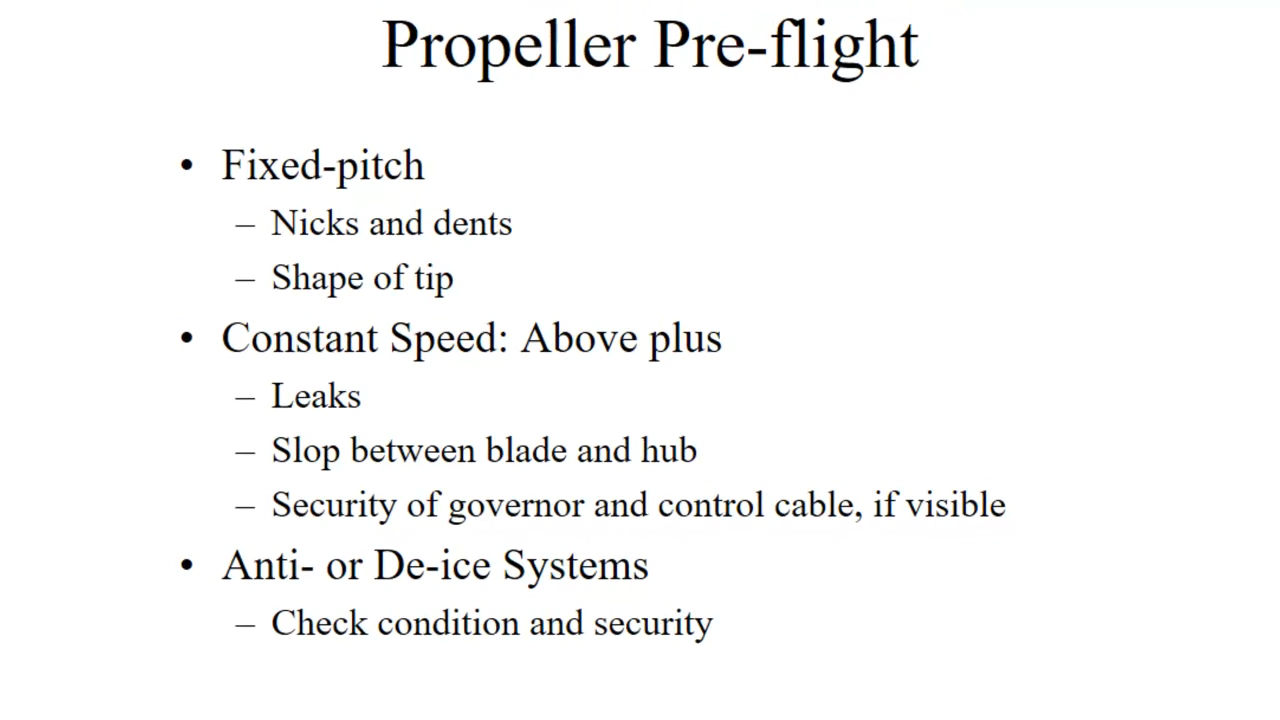 Propeller Pre-flight
• Fixed-pitch
– Nicks and dents
– Shape of tip
• Constant Speed: Above plus
– Leaks
– Slop between blade and hub
– Security of governor and control cable, if visible
• Anti- or De-ice Systems
– Check condition and security